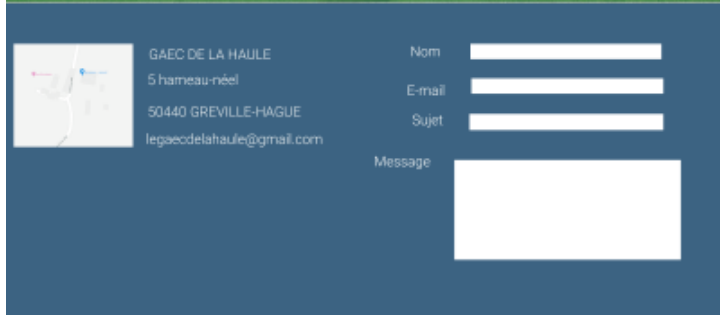 GAEC DE LA HAULE
5 hameau-néel
50440 GREVILLE-HAGUE
legaecdelahaule@gmail.com
Nom
E-mail
Sujet
Message